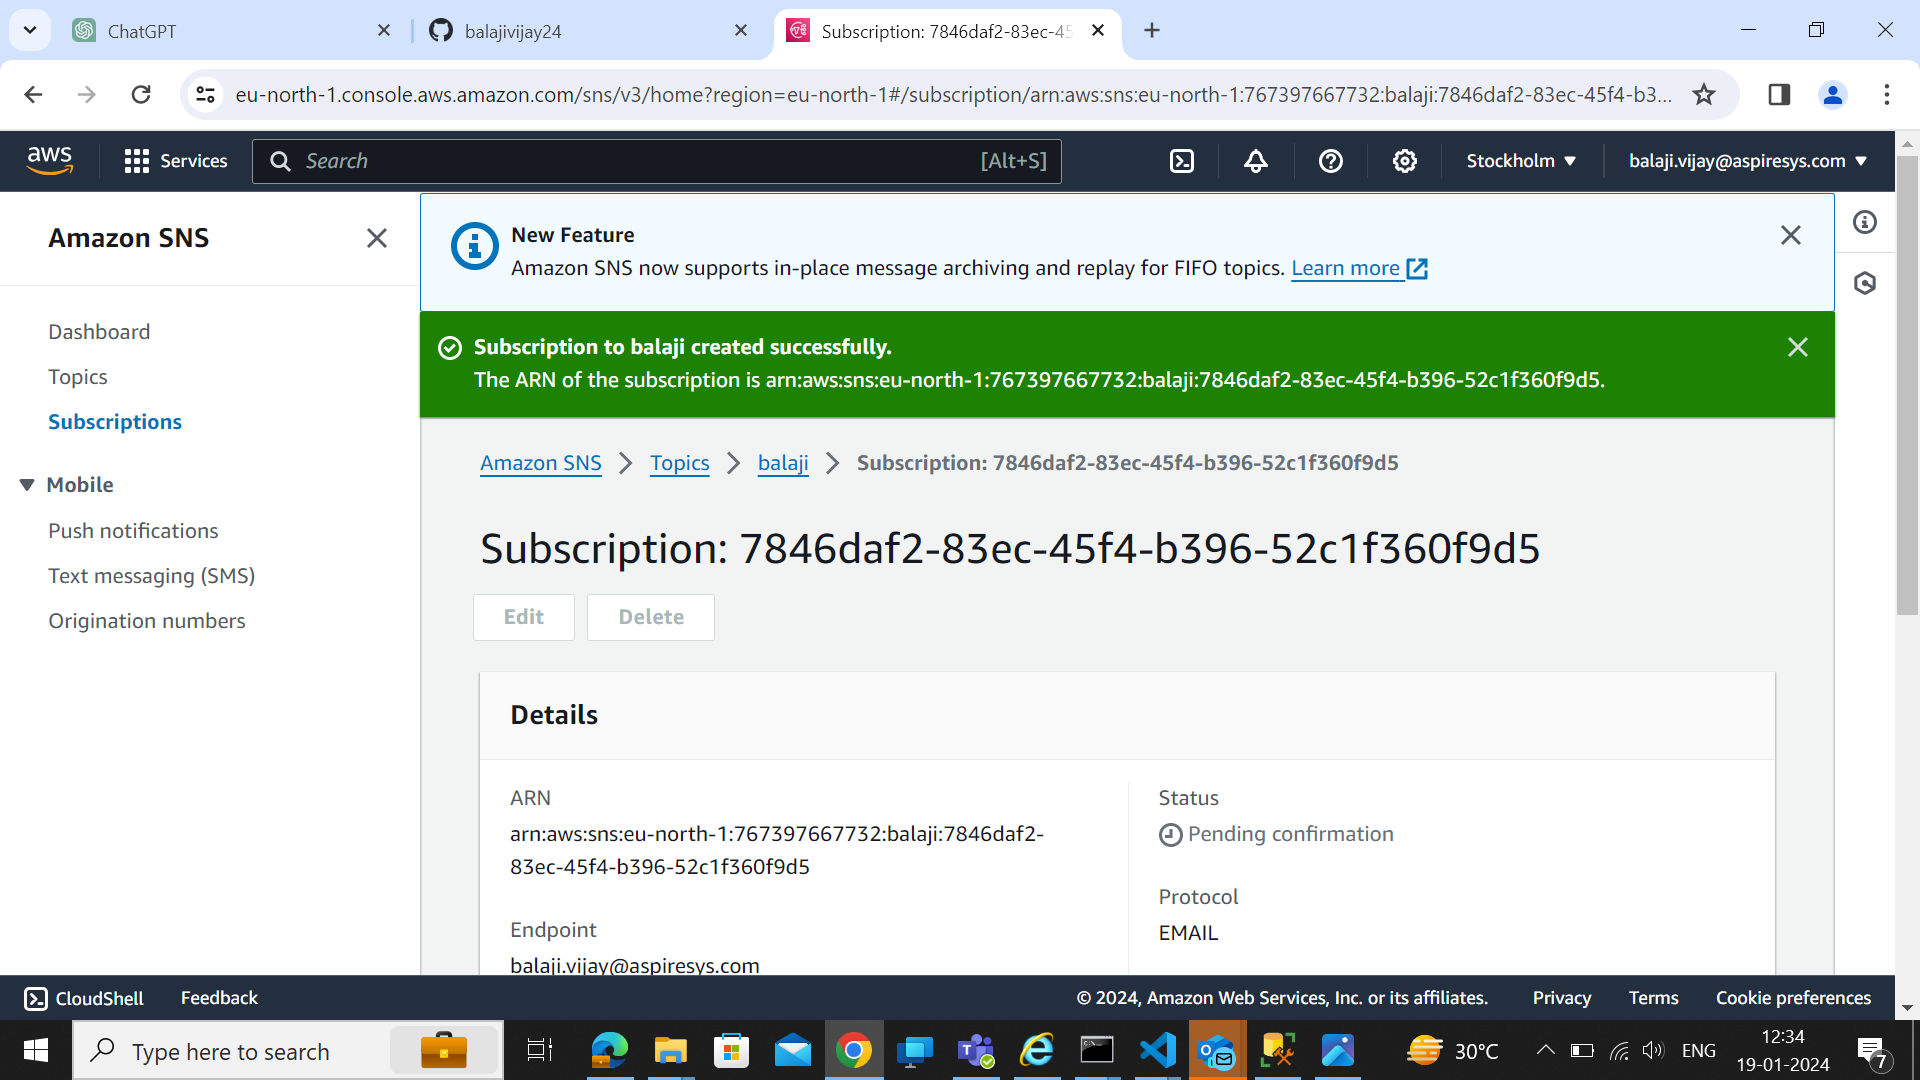 ChatGPT
balajivijay24
Subscription: 7846daf2-83ec-45
eu-north-1.console.aws.amazon.com/sns/v3/home?region=eu-north-1#/subscription/arn:aws:sns:eu-north-1:767397667732:balaji:7846daf2-83ec-45f4-b3...
aws
Services
Search
[Alt+S]
Stockholm
balaji.vijay@aspiresys.com
Amazon SNS
Dashboard
Topics
Subscriptions
Mobile
Push notifications
Text messaging (SMS)
Origination numbers
New Feature
Amazon SNS now supports in-place message archiving and replay for FIFO topics. Learn more
Subscription to balaji created successfully.
The ARN of the subscription is arn:aws:sns:eu-north-1:767397667732:balaji:7846daf2-83ec-45f4-b396-52c1f360f9d5.
Amazon SNS
Topics
balaji
Subscription: 7846daf2-83ec-45f4-b396-52c1f360f9d5
Subscription: 7846daf2-83ec-45f4-b396-52c1f360f9d5
Edit
Delete
Details
ARN
arn:aws:sns:eu-north-1:767397667732:balaji:7846daf2-
83ec-45f4-b396-52c1f360f9d5
Endpoint
balaji.vijay@aspiresys.com
Status
Pending confirmation
Protocol
EMAIL
CloudShell
Feedback
© 2024, Amazon Web Services, Inc. or its affiliates.
Privacy
Terms
Cookie preferences
Type here to search
30°C
ENG
12:34
19-01-2024
7